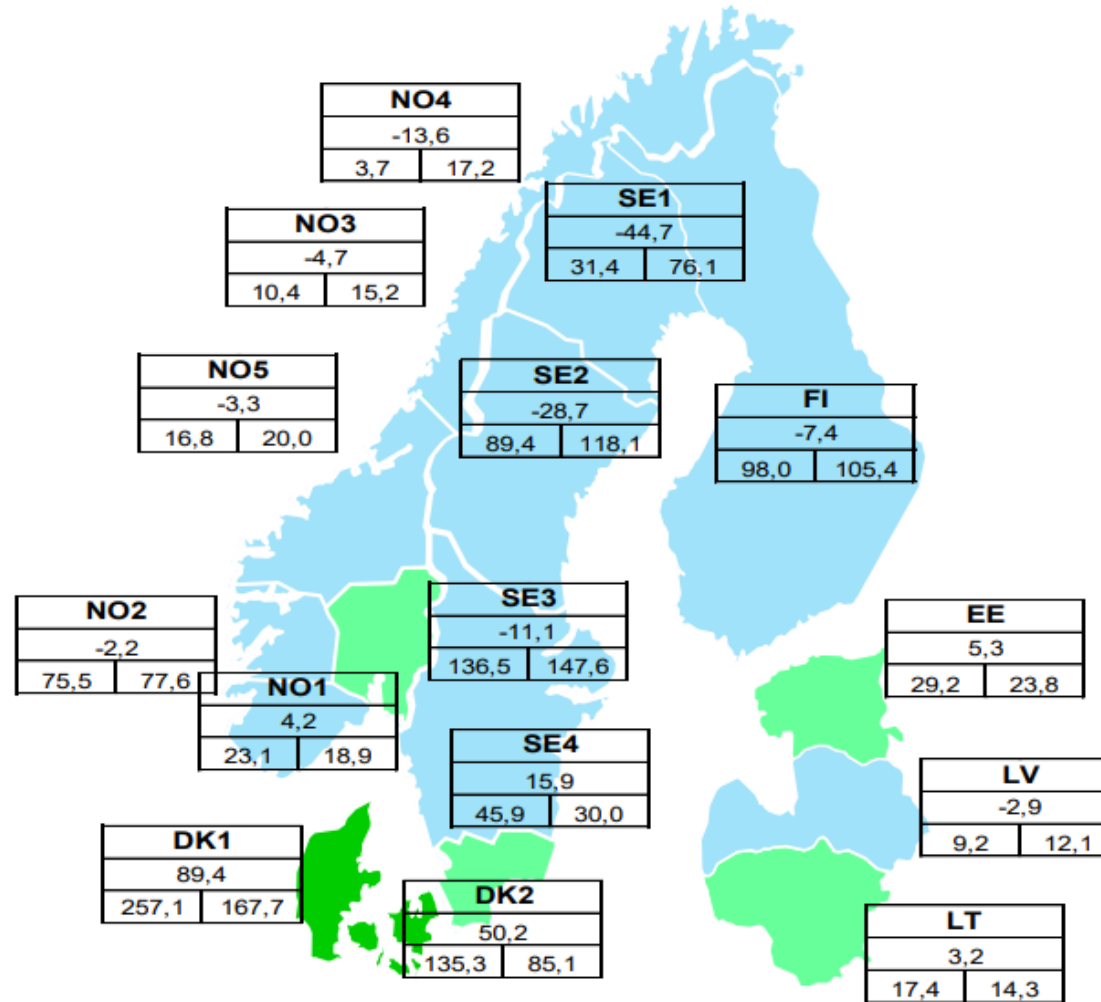 NO4
-13,6
3,7 17,2
SE1
-44,7
31,4 76,1
NO3
-4,7
10,4 15,2
NO5
-3,3
16,8 20,0
SE2
-28,7
89,4 118,1
FI
-7,4
98,0 105,4
NO2
-2,2
75,5 77,6
SE3
-11,1
136,5 147,6
EE
5,3
29,2 23,8
NO1
4,2
23,1 18,9
SE4
15,9
45,9 30,0
LV
-2,9
9,2 12,1
DK1
89,4
257,1 167,7
DK2
50,2
135,3 85,1
LT
3,2
17,4 14,3